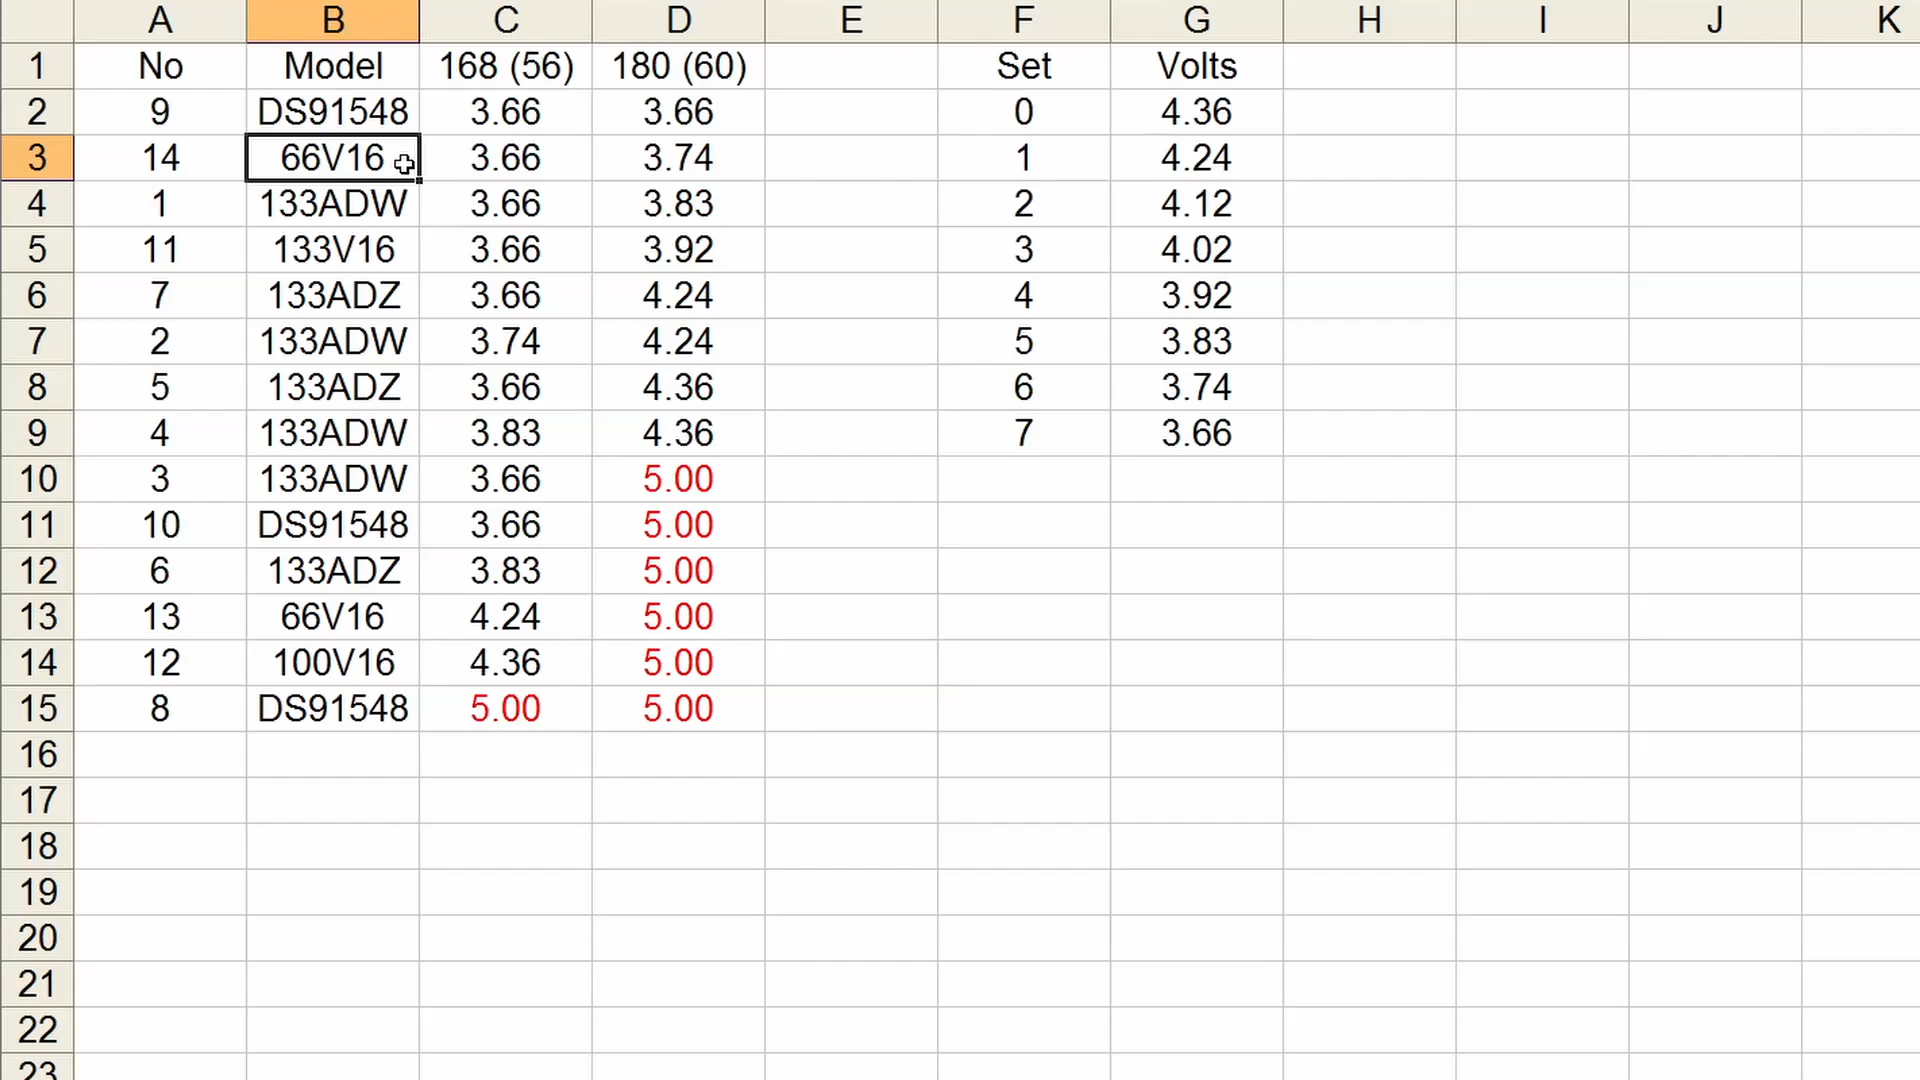 A B C D E F G H I J K
1 No Model 168 (56) 180 (60) Set Volts
2 9 DS91548 3.66 3.66 0 4.36
3 14 66V16 3.66 3.74 1 4.24
4 1 133ADW 3.66 3.83 2 4.12
5 11 133V16 3.66 3.92 3 4.02
6 7 133ADZ 3.66 4.24 4 3.92
7 2 133ADW 3.74 4.24 5 3.83
8 5 133ADZ 3.66 4.36 6 3.74
9 4 133ADW 3.83 4.36 7 3.66
10 3 133ADW 3.66 5.00
11 10 DS91548 3.66 5.00
12 6 133ADZ 3.83 5.00
13 13 66V16 4.24 5.00
14 12 100V16 4.36 5.00
15 8 DS91548 5.00 5.00
16
17
18
19
20
21
22
23